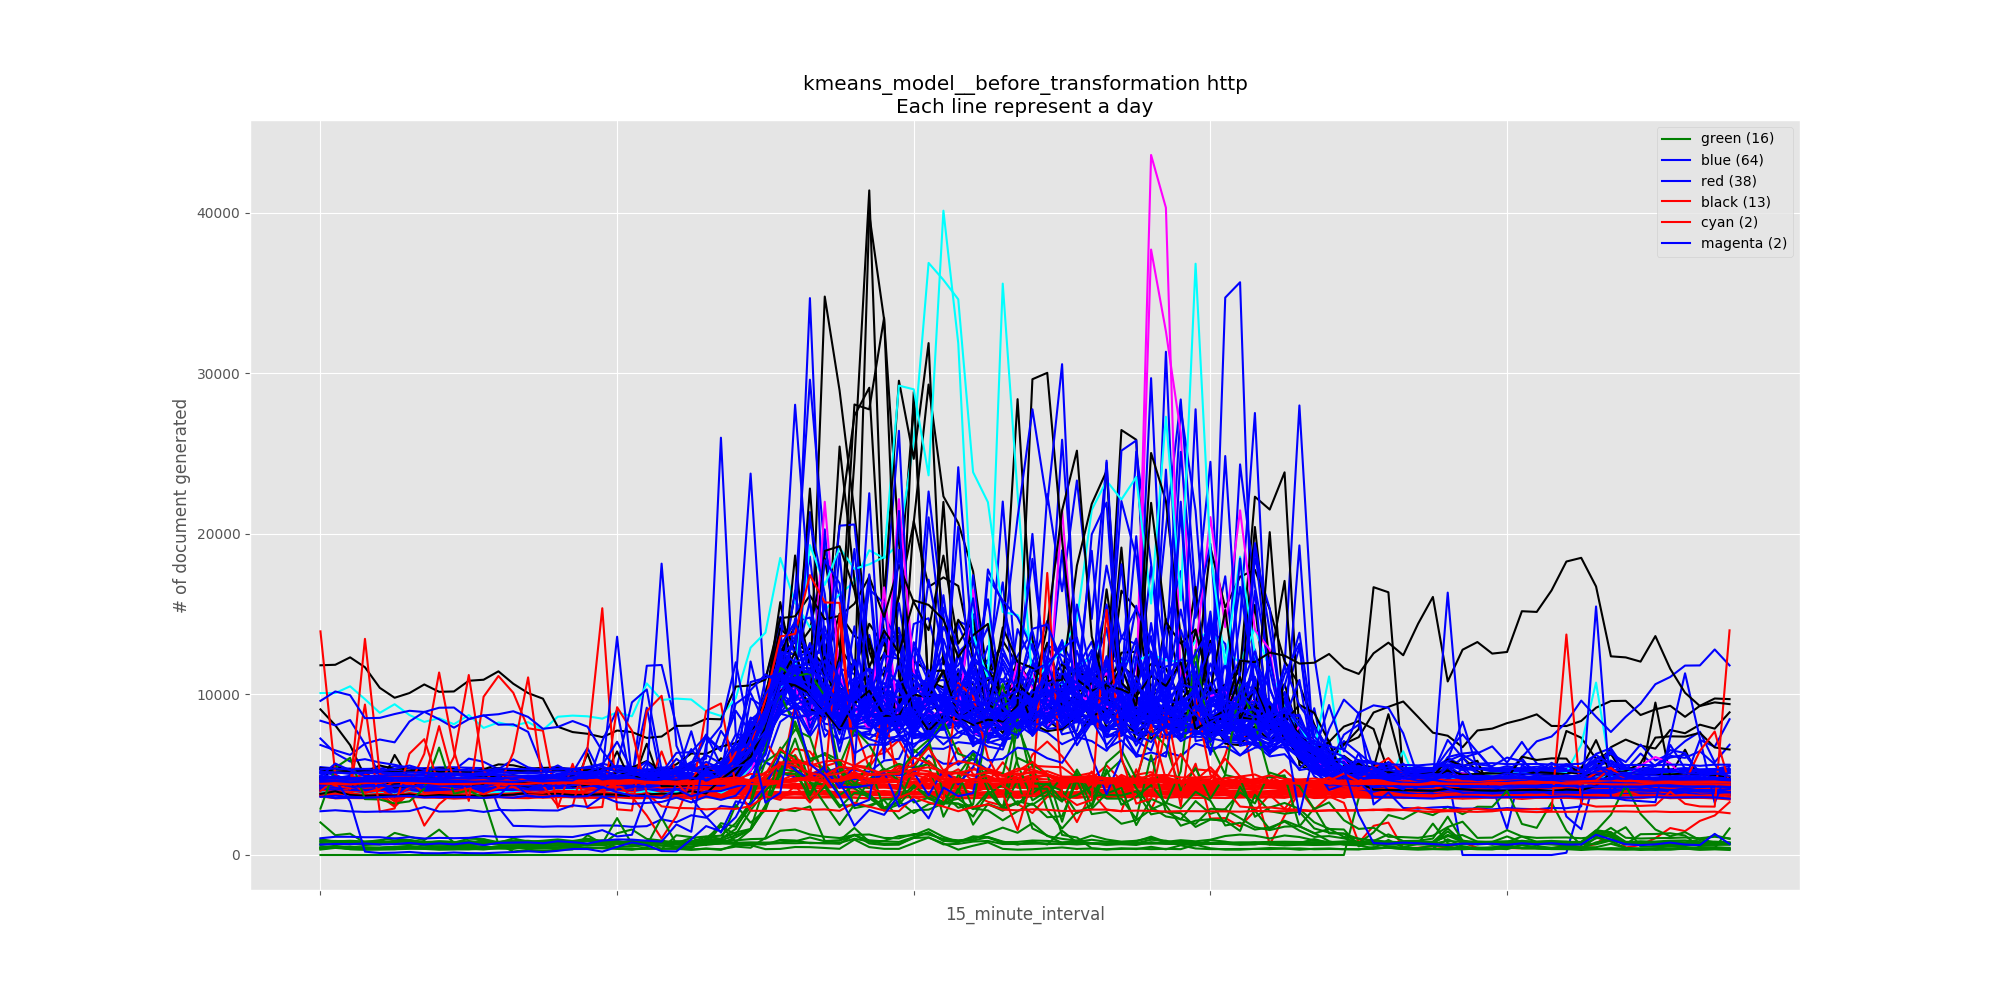 kmeans_model__before_transformation http
Each line represent a day
green (16)
blue (64)
red (38)
black (13)
cyan (2)
magenta (2)
40000
30000
20000
10000
0
# of document generated
15_minute_interval